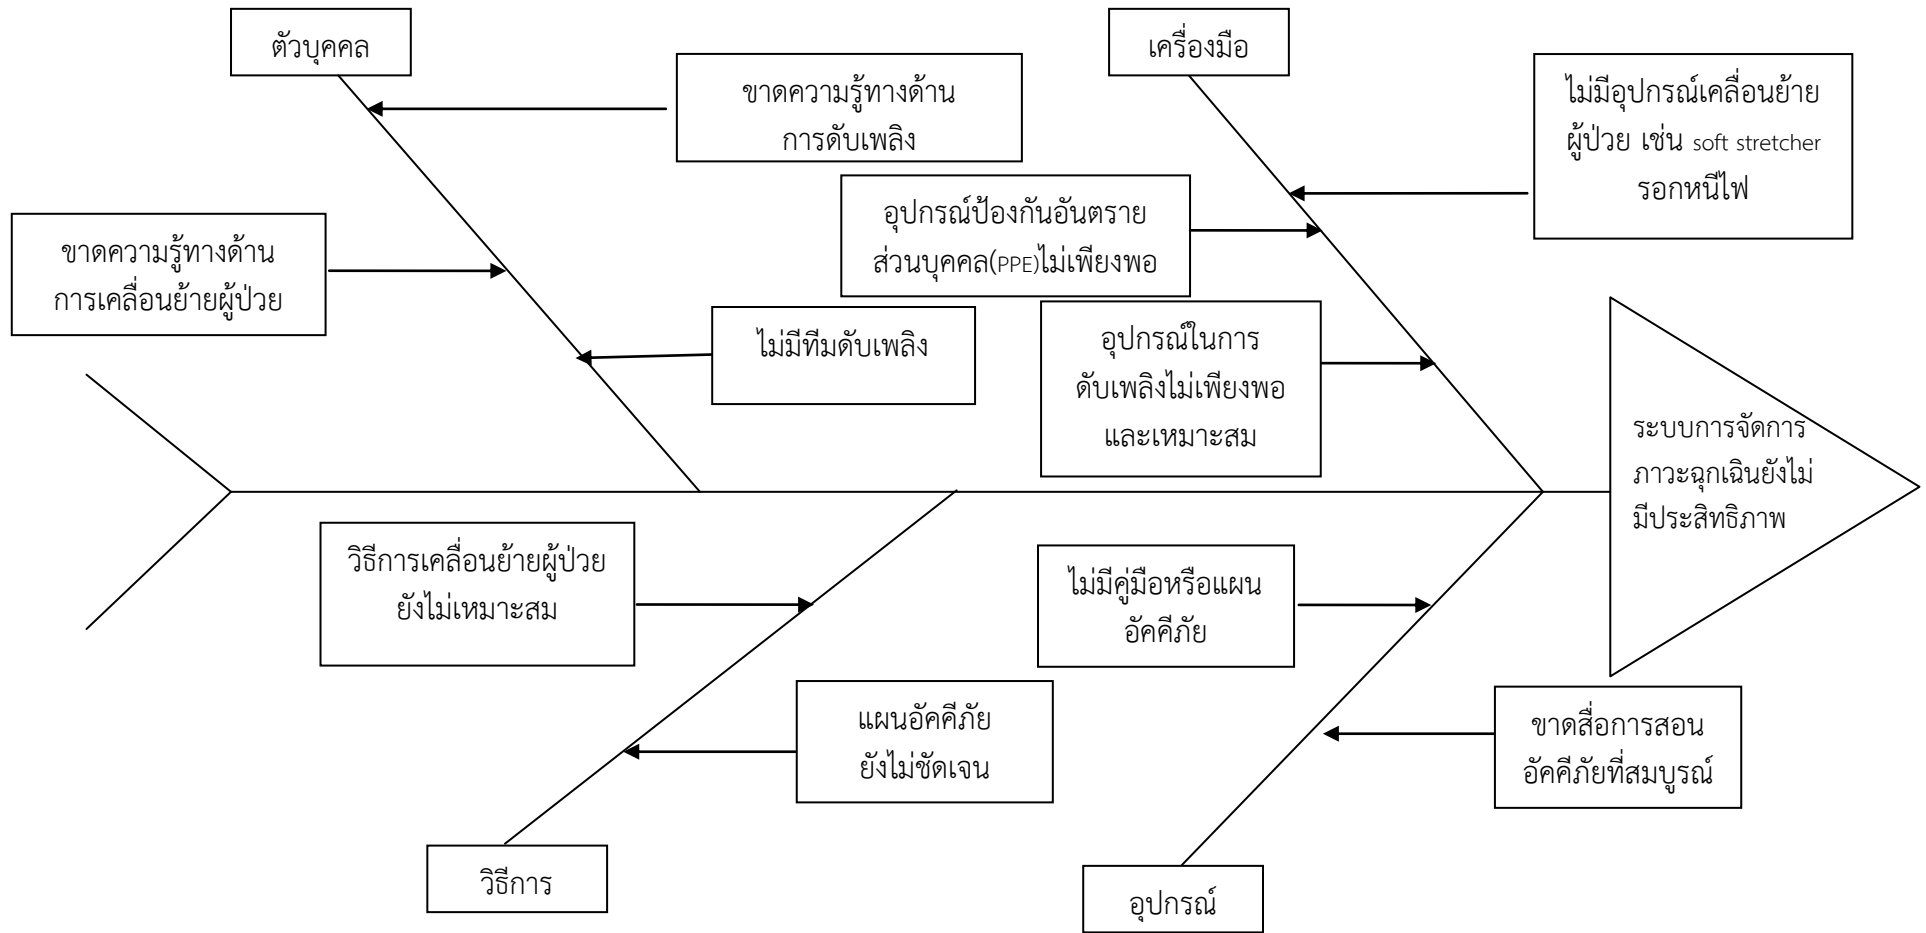 ตัวบุคคล
เครื่องมือ
ขาดความรู้ทางด้าน
การดับเพลิง
ไม่มีอุปกรณ์เคลื่อนย้าย
ผู้ป่วย เช่น soft stretcher
รอกหนีไฟ
อุปกรณ์ป้องกันอันตราย
ส่วนบุคคล(PPE)ไม่เพียงพอ
ขาดความรู้ทางด้าน
การเคลื่อนย้ายผู้ป่วย
ไม่มีทีมดับเพลิง
อุปกรณ์ในการ
ดับเพลิงไม่เพียงพอ
และเหมาะสม
ระบบการจัดการ
ภาวะฉุกเฉินยังไม่
มีประสิทธิภาพ
วิธีการเคลื่อนย้ายผู้ป่วย
ยังไม่เหมาะสม
ไม่มีคู่มือหรือแผน
อัคคีภัย
แผนอัคคีภัย
ยังไม่ชัดเจน
ขาดสื่อการสอน
อัคคีภัยที่สมบูรณ์
วิธีการ
อุปกรณ์